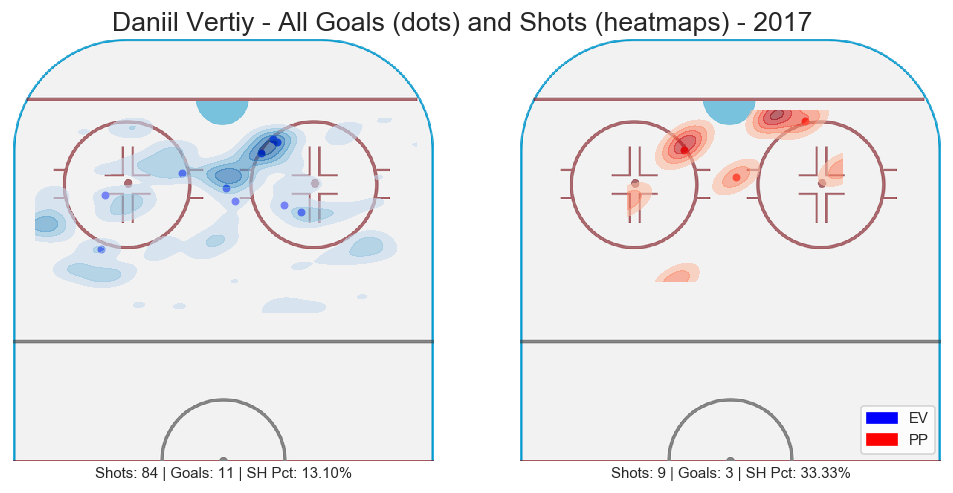 Daniil Vertiy - All Goals (dots) and Shots (heatmaps) - 2017
EV
PP
Shots: 84 | Goals: 11 | SH Pct: 13.10%
Shots: 9 | Goals: 3 | SH Pct: 33.33%